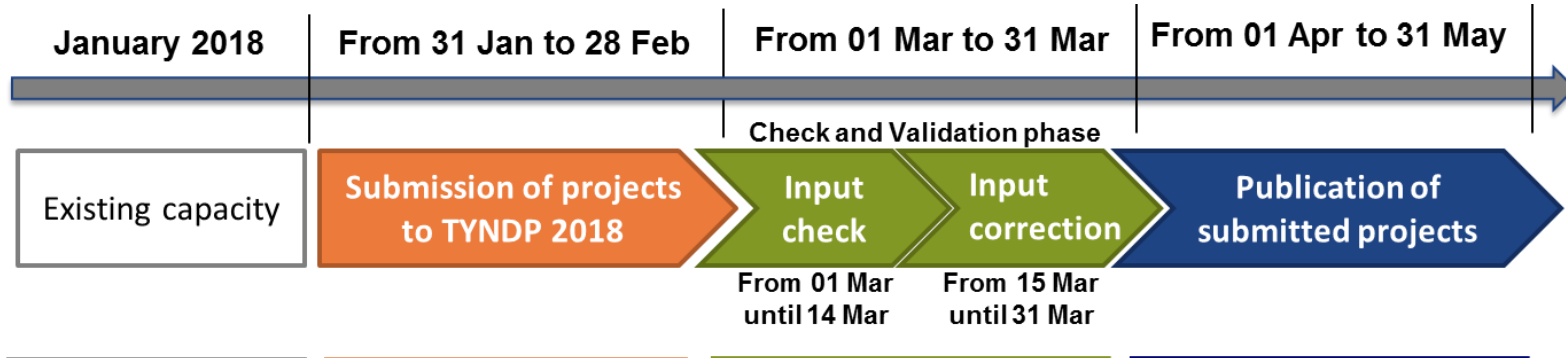 January 2018
From 31 Jan to 28 Feb
From 01 Mar to 31 Mar
From 01 Apr to 31 May
Check and Validation phase
Existing capacity
Submission of projects
to TYNDP 2018
Input
check
Input
correction
Publication of
submitted projects
From 01 Mar
until 14 Mar
From 15 Mar
until 31 Mar